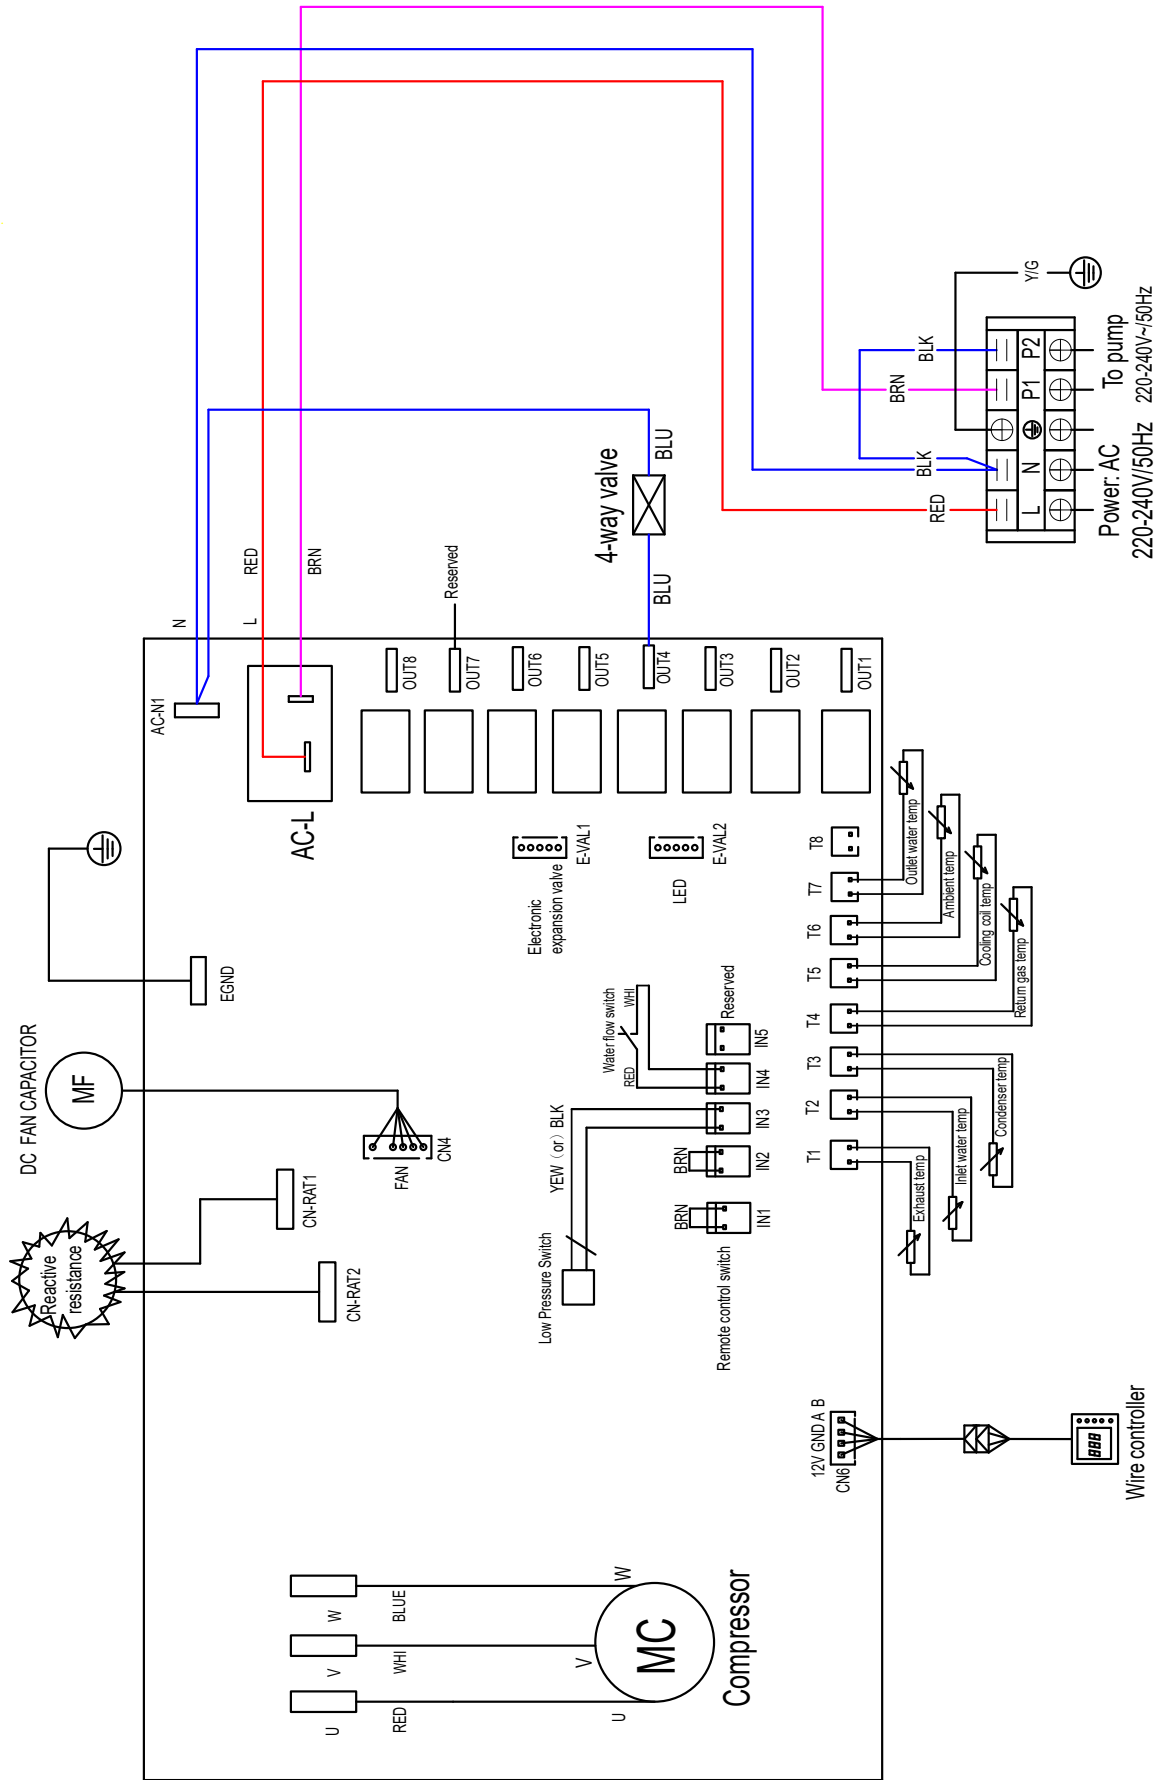 DC FAN CAPACITOR
MF
Reactive
resistance
CN-RAT1
CN-RAT2
EGND
FAN
CN4
AC-N1
N
AC-L
L
RED
BRN
OUT8
OUT7
Reserved
OUT6
OUT5
OUT4
OUT3
OUT2
OUT1
BLU
4-way valve
BLU
Electronic
expansion valve
E-VAL1
LED
E-VAL2
Water flow switch
RED
WHI
Low Pressure Switch
YEW (or) BLK
Remote control switch
BRN
IN1
BRN
IN2
IN3
IN4
IN5
Reserved
T1
T2
T3
T4
T5
T6
T7
T8
Exhaust temp
Inlet water temp
Condenser temp
Return gas temp
Cooling coil temp
Ambient temp
Outlet water temp
12V GND A B
CN6
888
Wire controller
U
V
W
RED
WHI
BLUE
U
V
W
MC
Compressor
RED
BLK
BRN
BLK
Y/G
L
N
P1
P2
Power: AC
220-240V/50Hz
To pump
220-240V~/50Hz